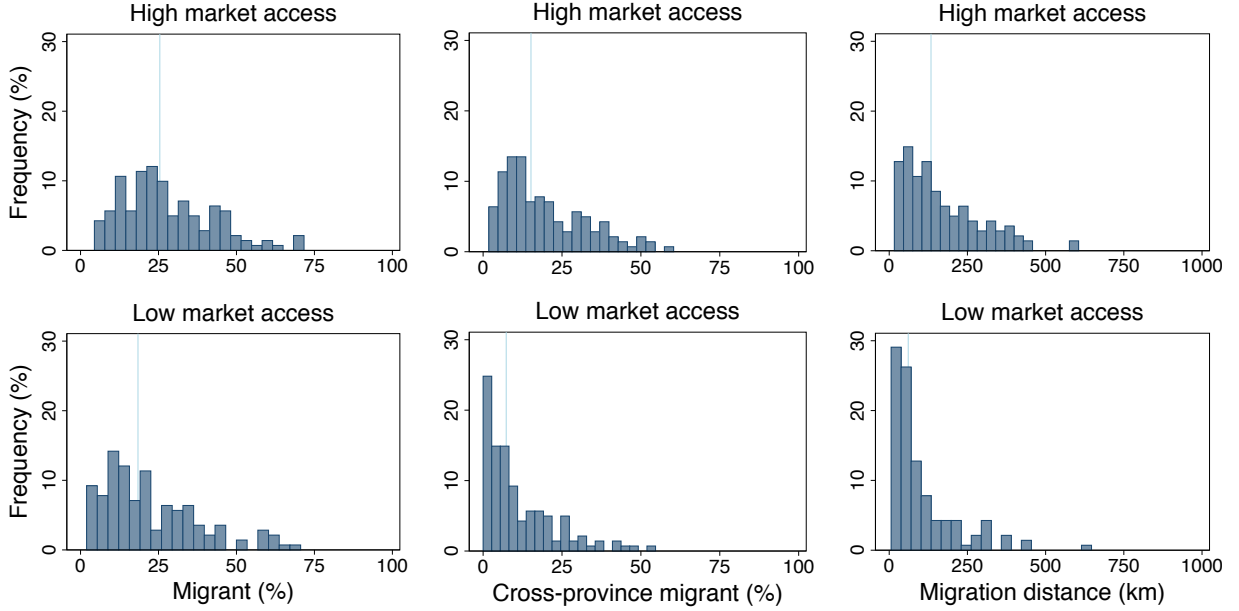 High market access
High market access
High market access
Frequency (%)
30
20
10
0
0 25 50 75 100
30
20
10
0
0 25 50 75 100
30
20
10
0
0 250 500 750 1000
Low market access
Low market access
Low market access
Frequency (%)
30
20
10
0
0 25 50 75 100
Migrant (%)
30
20
10
0
0 25 50 75 100
Cross-province migrant (%)
30
20
10
0
0 250 500 750 1000
Migration distance (km)